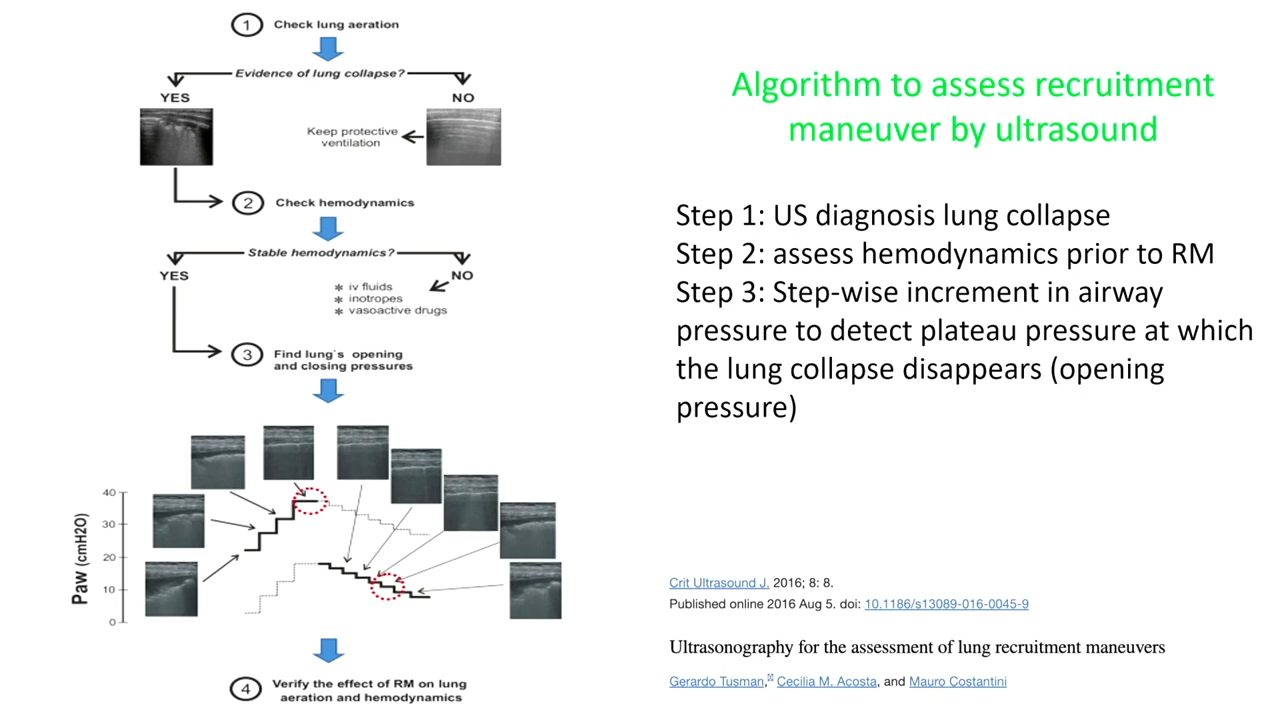 1 Check lung aeration
Evidence of lung collapse?
YES
NO
Keep protective
ventilation
2 Check hemodynamics
Stable hemodynamics?
YES
NO
* iv fluids
* inotropes
* vasoactive drugs
3 Find lung`s opening
and closing pressures
Paw (cmH2O)
40
30
20
10
0
4 Verify the effect of RM on lung
aeration and hemodynamics
Algorithm to assess recruitment
maneuver by ultrasound
Step 1: US diagnosis lung collapse
Step 2: assess hemodynamics prior to RM
Step 3: Step-wise increment in airway
pressure to detect plateau pressure at which
the lung collapse disappears (opening
pressure)
Crit Ultrasound J. 2016; 8: 8.
Published online 2016 Aug 5. doi: 10.1186/s13089-016-0045-9
Ultrasonography for the assessment of lung recruitment maneuvers
Gerardo Tusman, Cecilia M. Acosta, and Mauro Costantini